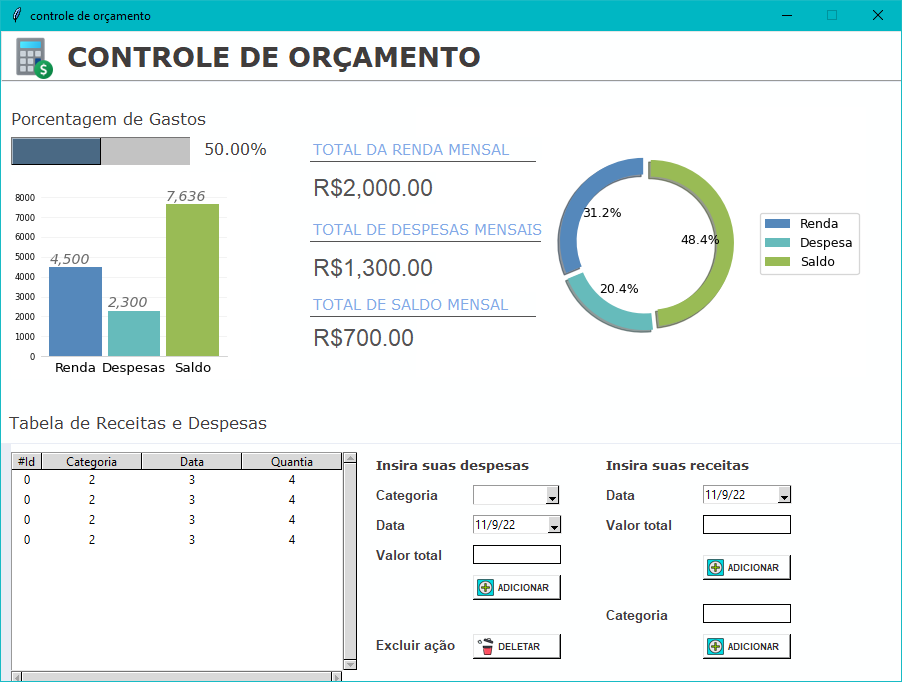 controle de orçamento
CONTROLE DE ORÇAMENTO
Porcentagem de Gastos
50.00%
8000
7000
6000
5000
4000
3000
2000
1000
0
4,500
2,300
7,636
Renda Despesas Saldo
TOTAL DA RENDA MENSAL
R$2,000.00
TOTAL DE DESPESAS MENSAIS
R$1,300.00
TOTAL DE SALDO MENSAL
R$700.00
31.2%
48.4%
20.4%
Renda
Despesa
Saldo
Tabela de Receitas e Despesas
#Id Categoria Data Quantia
0 2 3 4
0 2 3 4
0 2 3 4
0 2 3 4
Insira suas despesas
Categoria
Data 11/9/22
Valor total
ADICIONAR
Excluir ação DELETAR
Insira suas receitas
Data 11/9/22
Valor total
ADICIONAR
Categoria
ADICIONAR